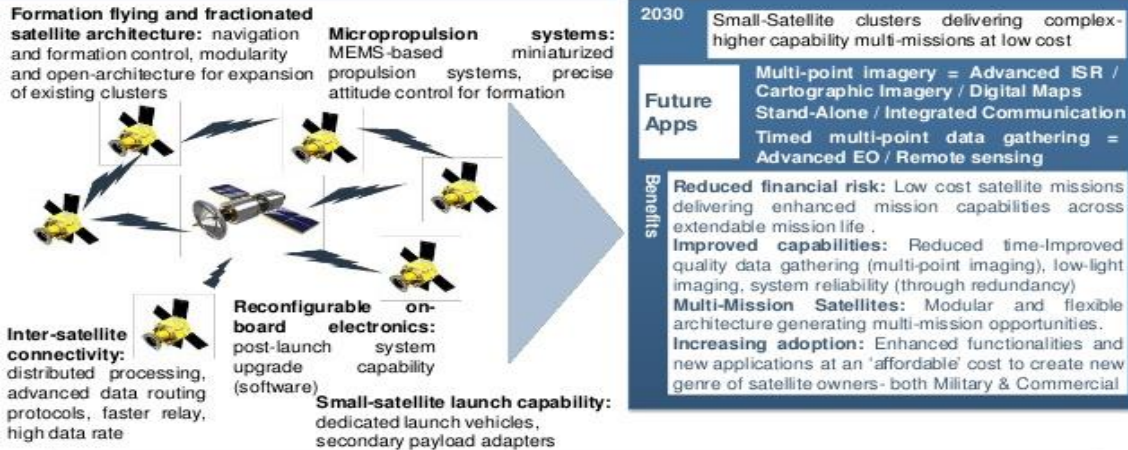 Formation flying and fractionated
satellite architecture: navigation
and formation control, modularity
and open-architecture for expansion
of existing clusters
Micropropulsion systems:
MEMS-based miniaturized
propulsion systems, precise
attitude control for formation
Inter-satellite
connectivity:
distributed processing,
advanced data routing
protocols, faster relay,
high data rate
Reconfigurable on-
board electronics:
post-launch system
upgrade capability
(software)
Small-satellite launch capability:
dedicated launch vehicles,
secondary payload adapters
2030
Small-Satellite clusters delivering complex-
higher capability multi-missions at low cost
Future
Apps
Multi-point imagery = Advanced ISR /
Cartographic Imagery / Digital Maps
Stand-Alone / Integrated Communication
Timed multi-point data gathering =
Advanced EO / Remote sensing
Benefits
Reduced financial risk: Low cost satellite missions
delivering enhanced mission capabilities across
extendable mission life .
Improved capabilities: Reduced time-Improved
quality data gathering (multi-point imaging), low-light
imaging, system reliability (through redundancy)
Multi-Mission Satellites: Modular and flexible
architecture generating multi-mission opportunities.
Increasing adoption: Enhanced functionalities and
new applications at an 'affordable' cost to create new
genre of satellite owners- both Military & Commercial